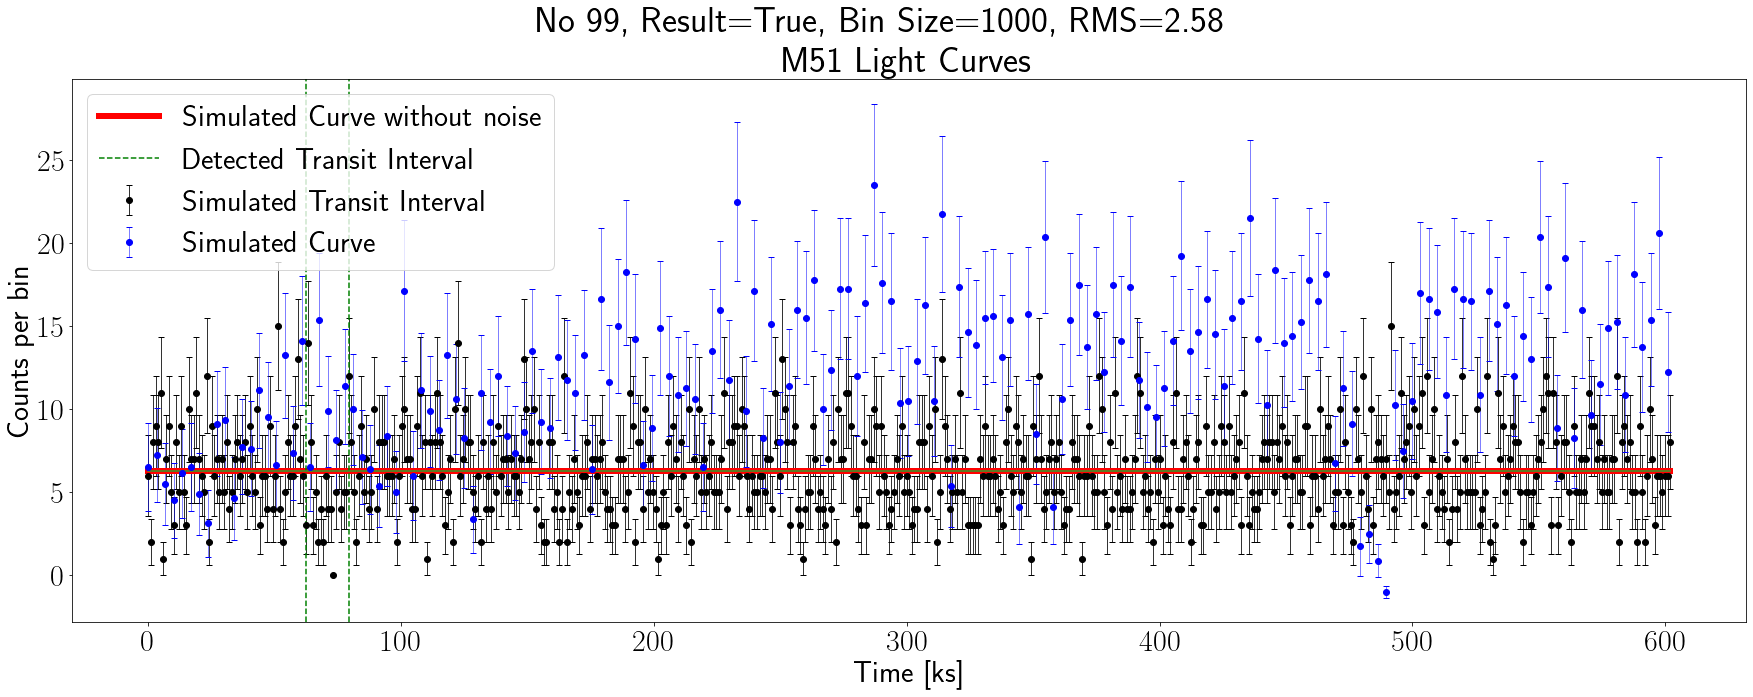 No 99, Result=True, Bin Size=1000, RMS=2.58
M51 Light Curves
Simulated Curve without noise
Detected Transit Interval
Simulated Transit Interval
Simulated Curve
Counts per bin
25
20
15
10
5
0
0 100 200 300 400 500 600
Time [ks]